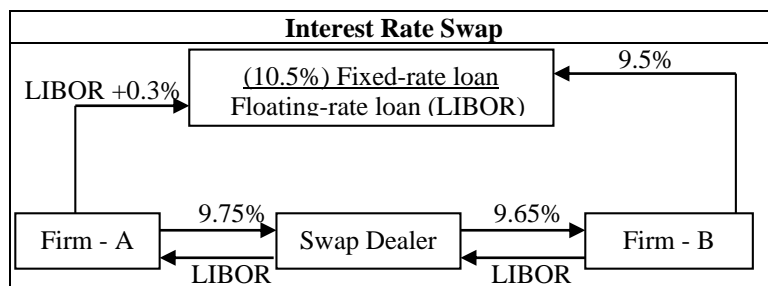 Interest Rate Swap
(10.5%) Fixed-rate loan
Floating-rate loan (LIBOR)
LIBOR +0.3%
9.5%
9.75%
9.65%
Firm - A
Swap Dealer
Firm - B
LIBOR
LIBOR